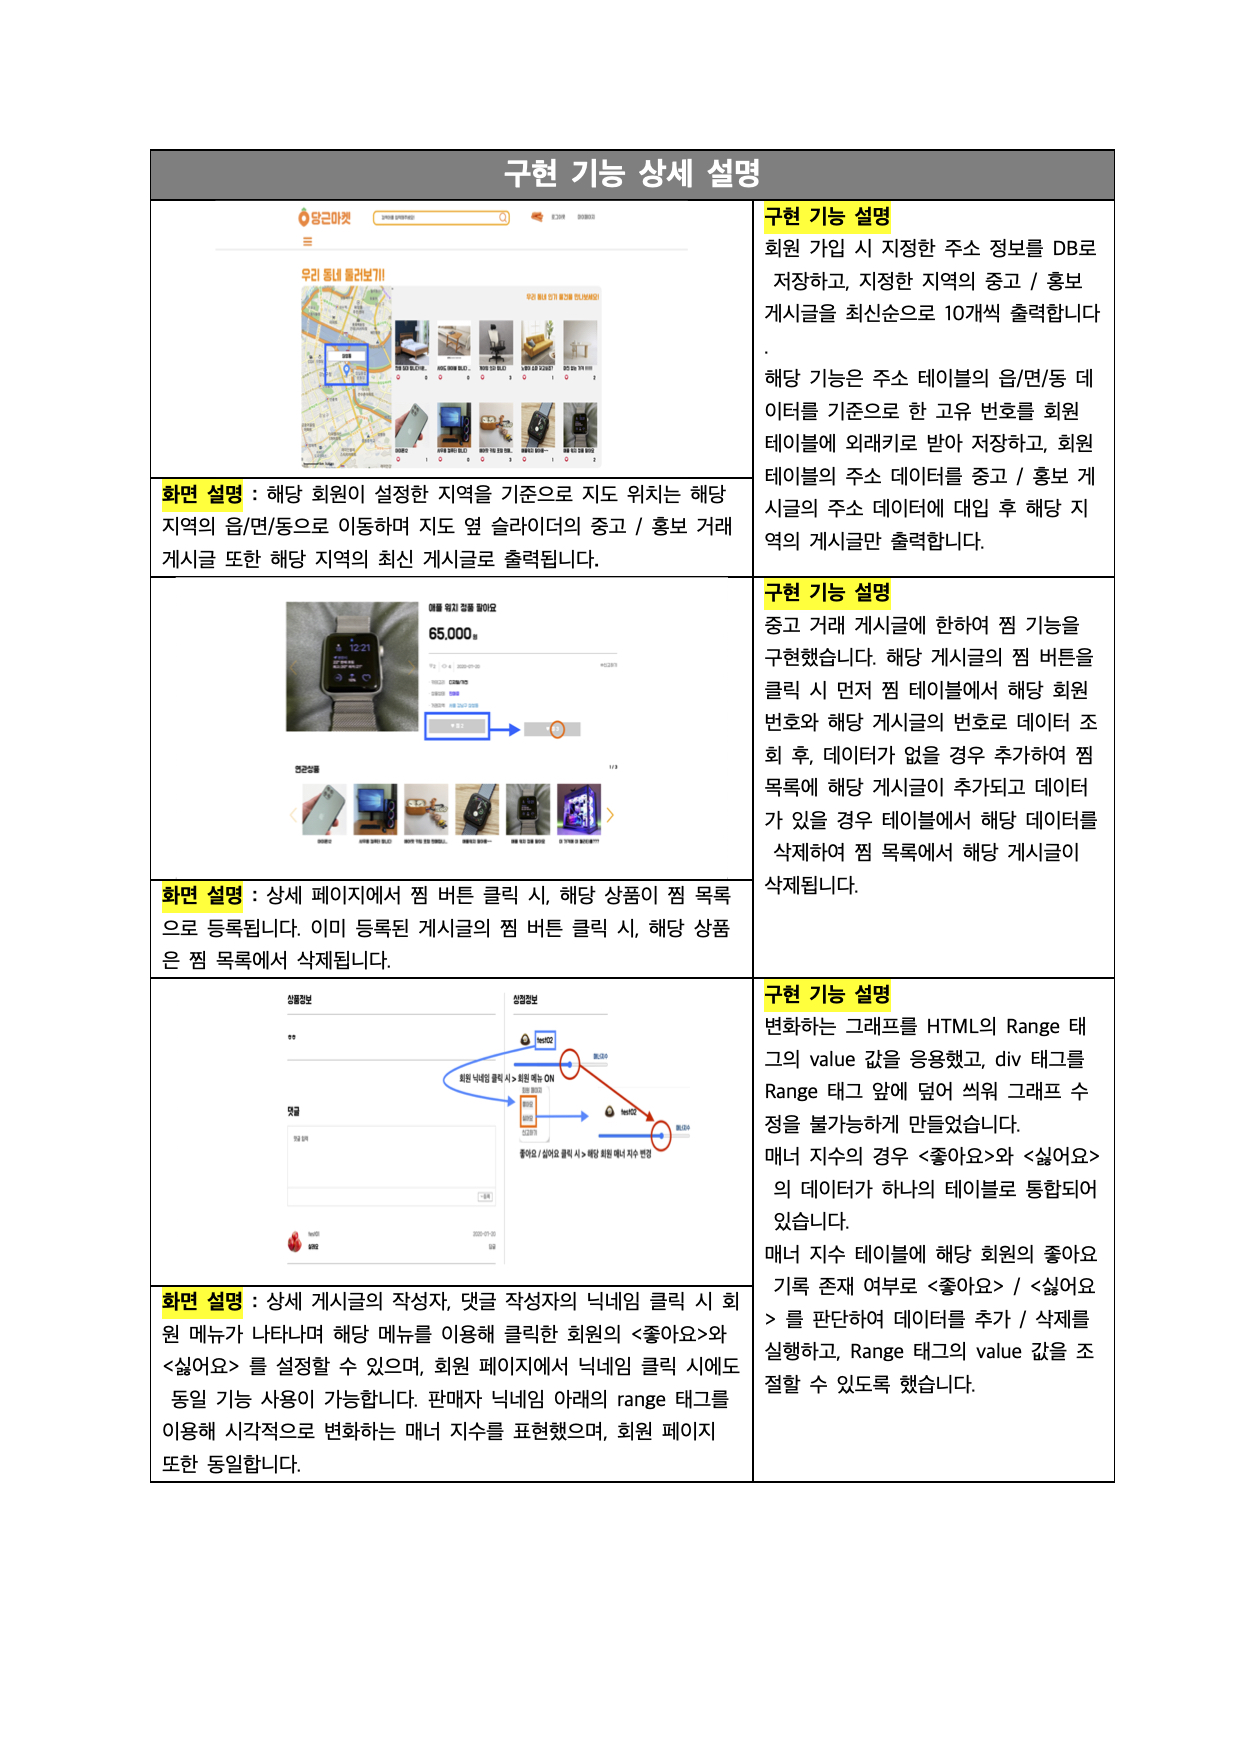 구현 기능 상세 설명
당근마켓
우리 동네 둘러보기!
우리 동네 인기 물건을 만나보세요!
화면 설명 : 해당 회원이 설정한 지역을 기준으로 지도 위치는 해당
지역의 읍/면/동으로 이동하며 지도 옆 슬라이더의 중고 / 홍보 거래
게시글 또한 해당 지역의 최신 게시글로 출력됩니다.
구현 기능 설명
회원 가입 시 지정한 주소 정보를 DB로
저장하고, 지정한 지역의 중고 / 홍보
게시글을 최신순으로 10개씩 출력합니다
.
해당 기능은 주소 테이블의 읍/면/동 데
이터를 기준으로 한 고유 번호를 회원
테이블에 외래키로 받아 저장하고, 회원
테이블의 주소 데이터를 중고 / 홍보 게
시글의 주소 데이터에 대입 후 해당 지
역의 게시글만 출력합니다.
애플 워치 정품 팔아요
65,000원
연관상품
1/3
화면 설명 : 상세 페이지에서 찜 버튼 클릭 시, 해당 상품이 찜 목록
으로 등록됩니다. 이미 등록된 게시글의 찜 버튼 클릭 시, 해당 상품
은 찜 목록에서 삭제됩니다.
구현 기능 설명
중고 거래 게시글에 한하여 찜 기능을
구현했습니다. 해당 게시글의 찜 버튼을
클릭 시 먼저 찜 테이블에서 해당 회원
번호와 해당 게시글의 번호로 데이터 조
회 후, 데이터가 없을 경우 추가하여 찜
목록에 해당 게시글이 추가되고 데이터
가 있을 경우 테이블에서 해당 데이터를
삭제하여 찜 목록에서 해당 게시글이
삭제됩니다.
상품정보
상점정보
test02
매너지수
회원 닉네임 클릭 시 > 회원 메뉴 ON
댓글
test02
매너지수
좋아요 / 싫어요 클릭 시 > 해당 회원 매너 지수 변경
화면 설명 : 상세 게시글의 작성자, 댓글 작성자의 닉네임 클릭 시 회
원 메뉴가 나타나며 해당 메뉴를 이용해 클릭한 회원의 <좋아요>와
<싫어요> 를 설정할 수 있으며, 회원 페이지에서 닉네임 클릭 시에도
동일 기능 사용이 가능합니다. 판매자 닉네임 아래의 range 태그를
이용해 시각적으로 변화하는 매너 지수를 표현했으며, 회원 페이지
또한 동일합니다.
구현 기능 설명
변화하는 그래프를 HTML의 Range 태
그의 value 값을 응용했고, div 태그를
Range 태그 앞에 덮어 씌워 그래프 수
정을 불가능하게 만들었습니다.
매너 지수의 경우 <좋아요>와 <싫어요>
의 데이터가 하나의 테이블로 통합되어
있습니다.
매너 지수 테이블에 해당 회원의 좋아요
기록 존재 여부로 <좋아요> / <싫어요
> 를 판단하여 데이터를 추가 / 삭제를
실행하고, Range 태그의 value 값을 조
절할 수 있도록 했습니다.